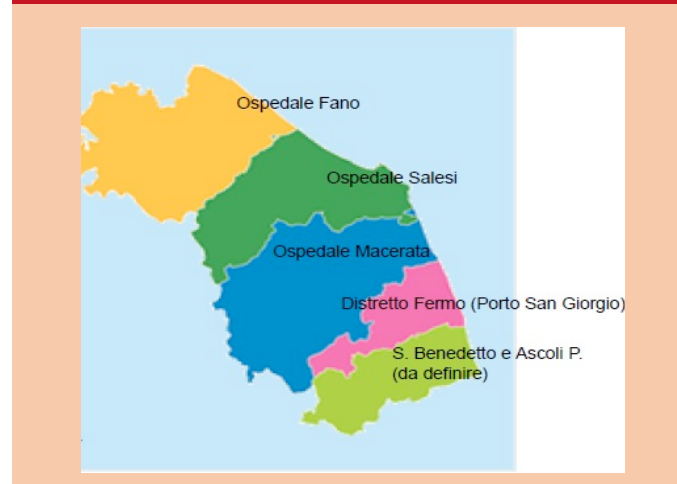 Ospedale Fano
Ospedale Salesi
Ospedale Macerata
Distretto Fermo (Porto San Giorgio)
S. Benedetto e Ascoli P.
(da definire)